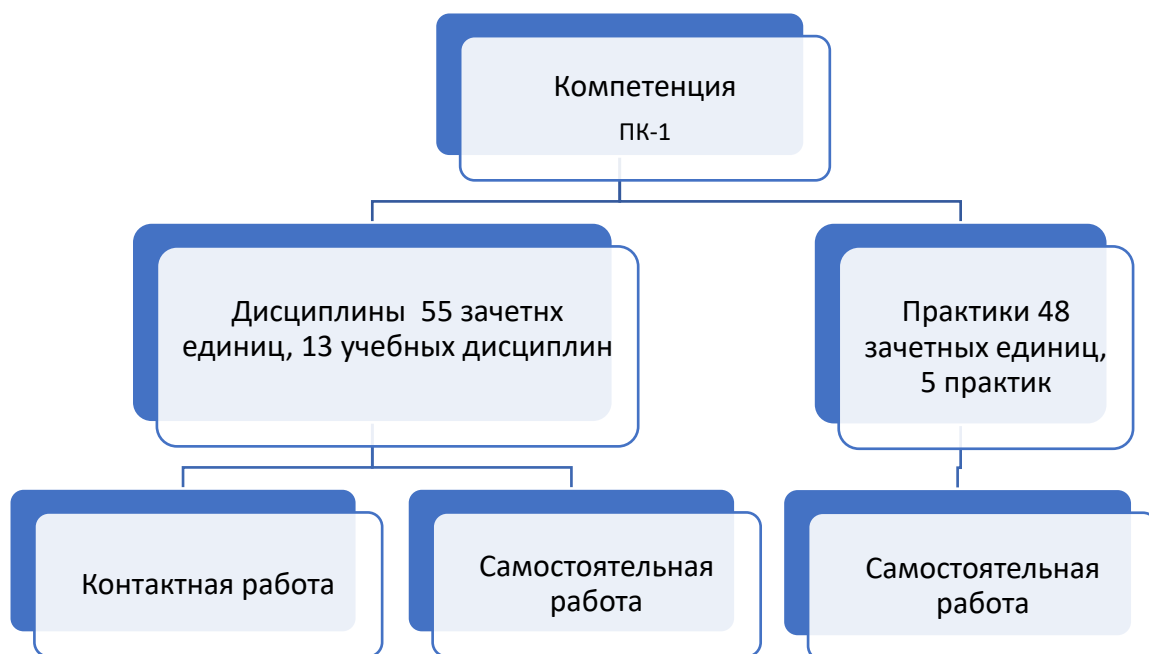 Компетенция
ПК-1
Дисциплины 55 зачетнх
единиц, 13 учебных дисциплин
Практики 48
зачетных единиц,
5 практик
Контактная работа
Самостоятельная
работа
Самостоятельная
работа